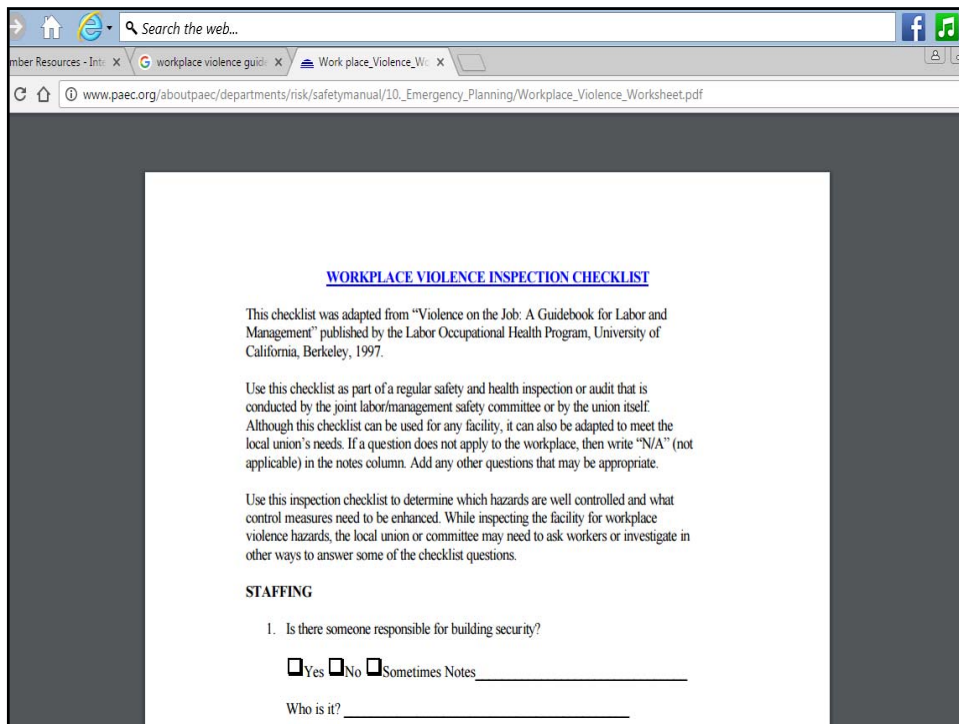 Search the web...
mber Resources - Inte
workplace violence guid
Work place_Violence_Wo
www.paec.org/aboutpaec/departments/risk/safetymanual/10._Emergency_Planning/Workplace_Violence_Worksheet.pdf
WORKPLACE VIOLENCE INSPECTION CHECKLIST
This checklist was adapted from “Violence on the Job: A Guidebook for Labor and
Management” published by the Labor Occupational Health Program, University of
California, Berkeley, 1997.
Use this checklist as part of a regular safety and health inspection or audit that is
conducted by the joint labor/management safety committee or by the union itself.
Although this checklist can be used for any facility, it can also be adapted to meet the
local union’s needs. If a question does not apply to the workplace, then write “N/A” (not
applicable) in the notes column. Add any other questions that may be appropriate.
Use this inspection checklist to determine which hazards are well controlled and what
control measures need to be enhanced. While inspecting the facility for workplace
violence hazards, the local union or committee may need to ask workers or investigate in
other ways to answer some of the checklist questions.
STAFFING
1. Is there someone responsible for building security?
Yes No Sometimes Notes
Who is it?